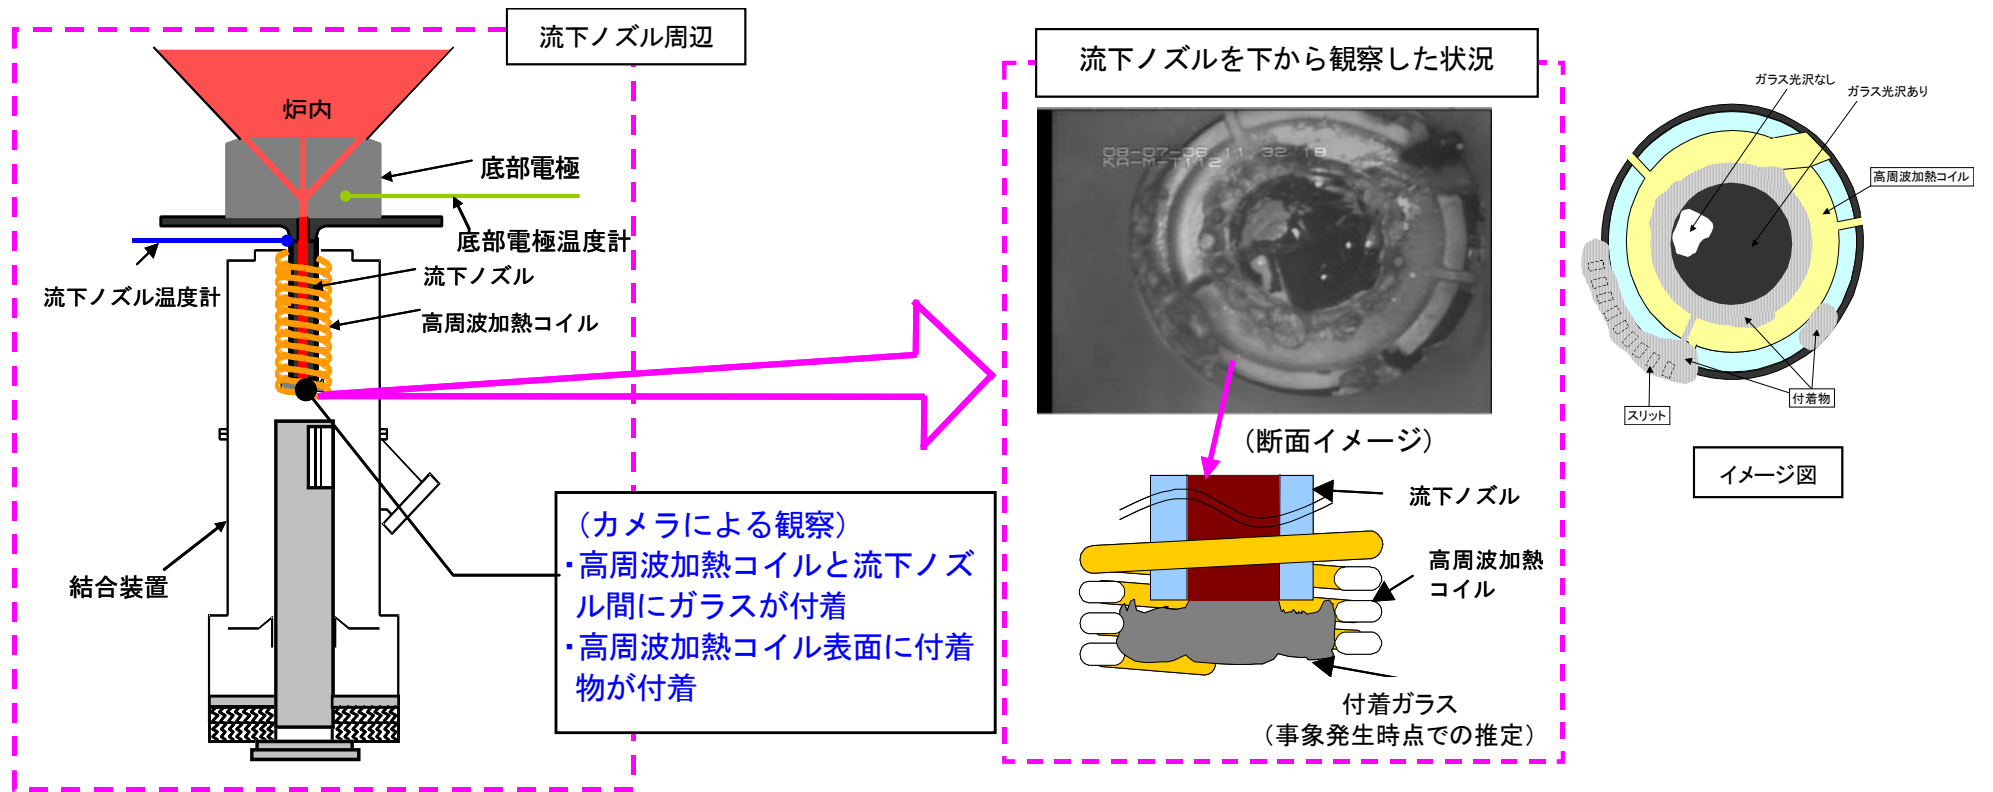 流下ノズル周辺
炉内
底部電極
底部電極温度計
流下ノズル温度計
流下ノズル
高周波加熱コイル
結合装置
（カメラによる観察）
・高周波加熱コイルと流下ノズ
ル間にガラスが付着
・高周波加熱コイル表面に付着
物が付着
流下ノズルを下から観察した状況
08-07-06 11 32 18
KA-M-T112
（断面イメージ）
流下ノズル
高周波加熱
コイル
付着ガラス
（事象発生時点での推定）
ガラス光沢なし
ガラス光沢あり
高周波加熱コイル
付着物
スリット
イメージ図